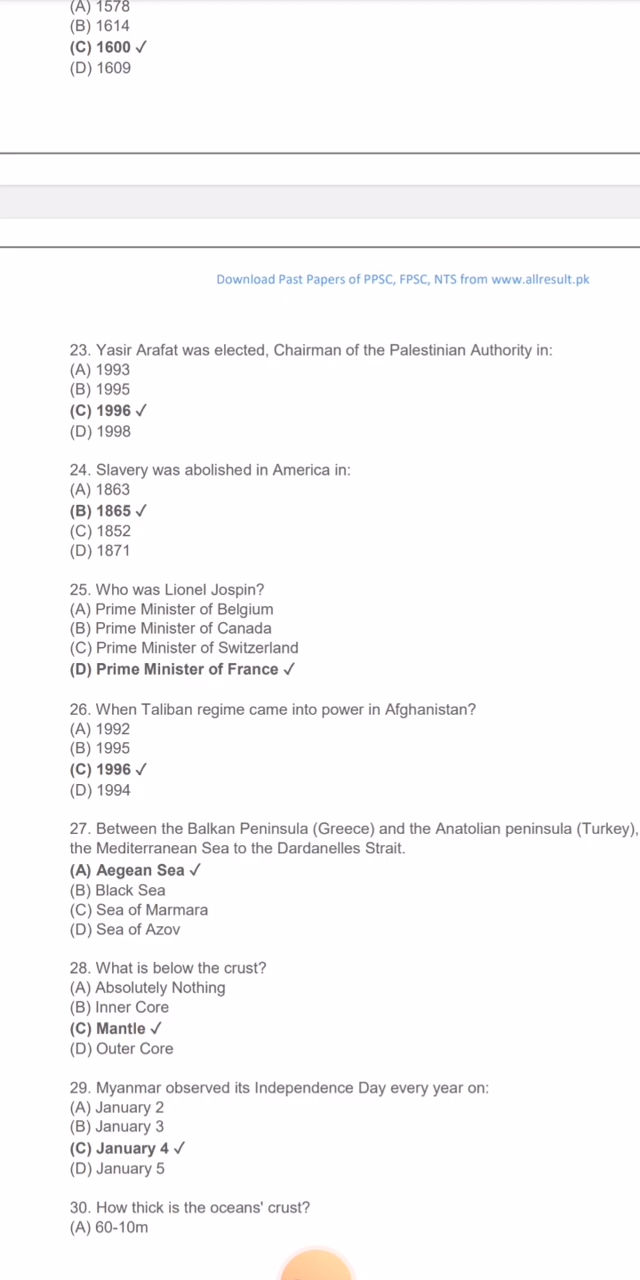 (A) 1578
(B) 1614
(C) 1600 ✓
(D) 1609
Download Past Papers of PPSC, FPSC, NTS from www.allresult.pk
23. Yasir Arafat was elected, Chairman of the Palestinian Authority in:
(A) 1993
(B) 1995
(C) 1996 ✓
(D) 1998
24. Slavery was abolished in America in:
(A) 1863
(B) 1865 ✓
(C) 1852
(D) 1871
25. Who was Lionel Jospin?
(A) Prime Minister of Belgium
(B) Prime Minister of Canada
(C) Prime Minister of Switzerland
(D) Prime Minister of France ✓
26. When Taliban regime came into power in Afghanistan?
(A) 1992
(B) 1995
(C) 1996 ✓
(D) 1994
27. Between the Balkan Peninsula (Greece) and the Anatolian peninsula (Turkey),
the Mediterranean Sea to the Dardanelles Strait.
(A) Aegean Sea ✓
(B) Black Sea
(C) Sea of Marmara
(D) Sea of Azov
28. What is below the crust?
(A) Absolutely Nothing
(B) Inner Core
(C) Mantle ✓
(D) Outer Core
29. Myanmar observed its Independence Day every year on:
(A) January 2
(B) January 3
(C) January 4 ✓
(D) January 5
30. How thick is the oceans' crust?
(A) 60-10m